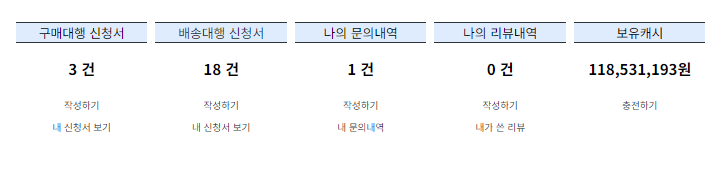 구매대행 신청서
3 건
작성하기
내 신청서 보기
배송대행 신청서
18 건
작성하기
내 신청서 보기
나의 문의내역
1 건
작성하기
내 문의내역
나의 리뷰내역
0 건
작성하기
내가 쓴 리뷰
보유캐시
118,531,193원
충전하기